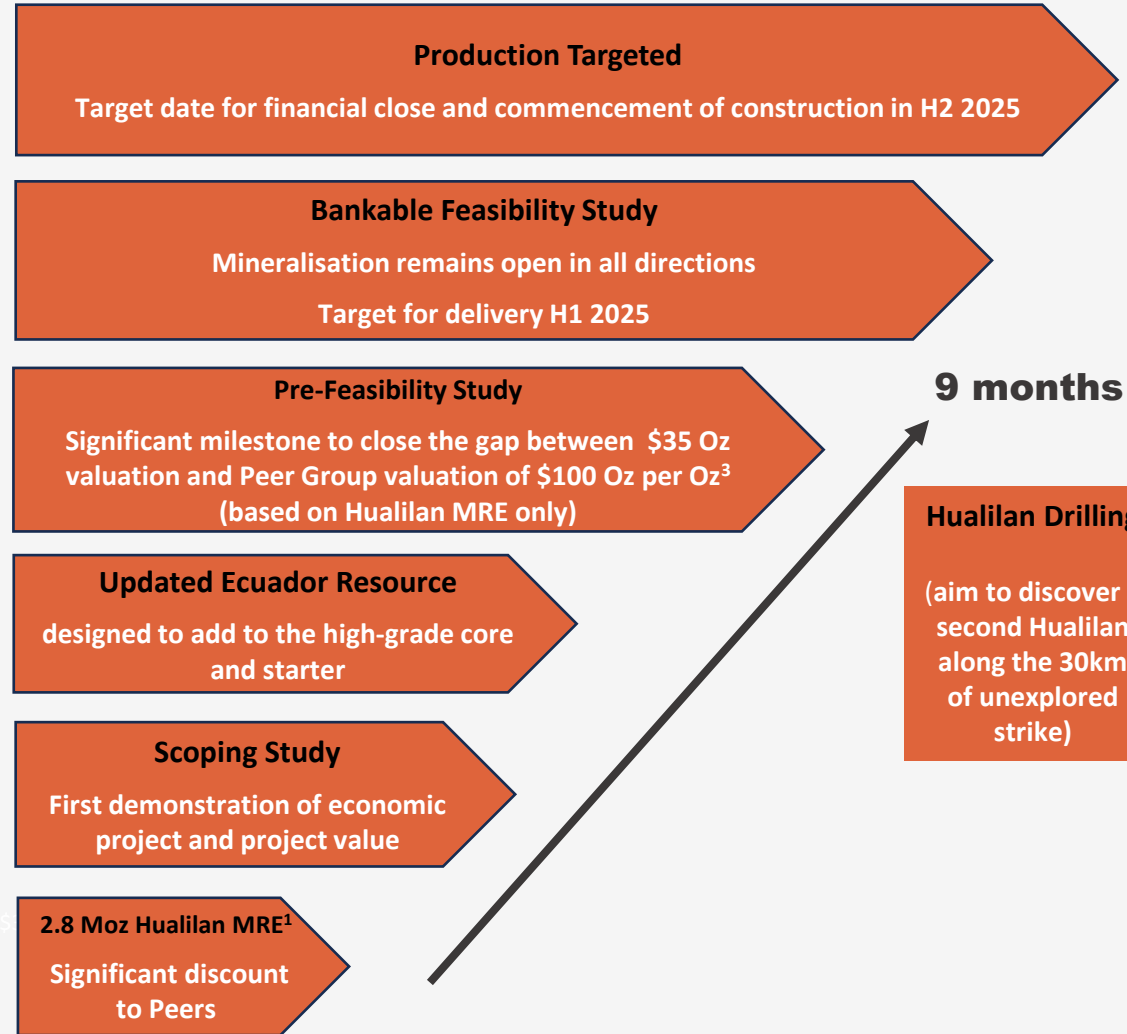 Production Targeted
Target date for financial close and commencement of construction in H2 2025
Bankable Feasibility Study
Mineralisation remains open in all directions
Target for delivery H1 2025
Pre-Feasibility Study
Significant milestone to close the gap between $35 Oz
valuation and Peer Group valuation of $100 Oz per Oz³
(based on Hualilan MRE only)
9 months
Hualilan Drilling
(aim to discover
second Hualilan
along the 30km
of unexplored
strike)
Updated Ecuador Resource
designed to add to the high-grade core
and starter
Scoping Study
First demonstration of economic
project and project value
$
2.8 Moz Hualilan MRE¹
Significant discount
to Peers